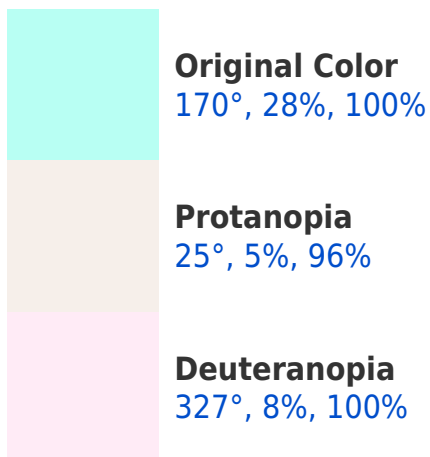 Original Color
170°, 28%, 100%
Protanopia
25°, 5%, 96%
Deuteranopia
327°, 8%, 100%